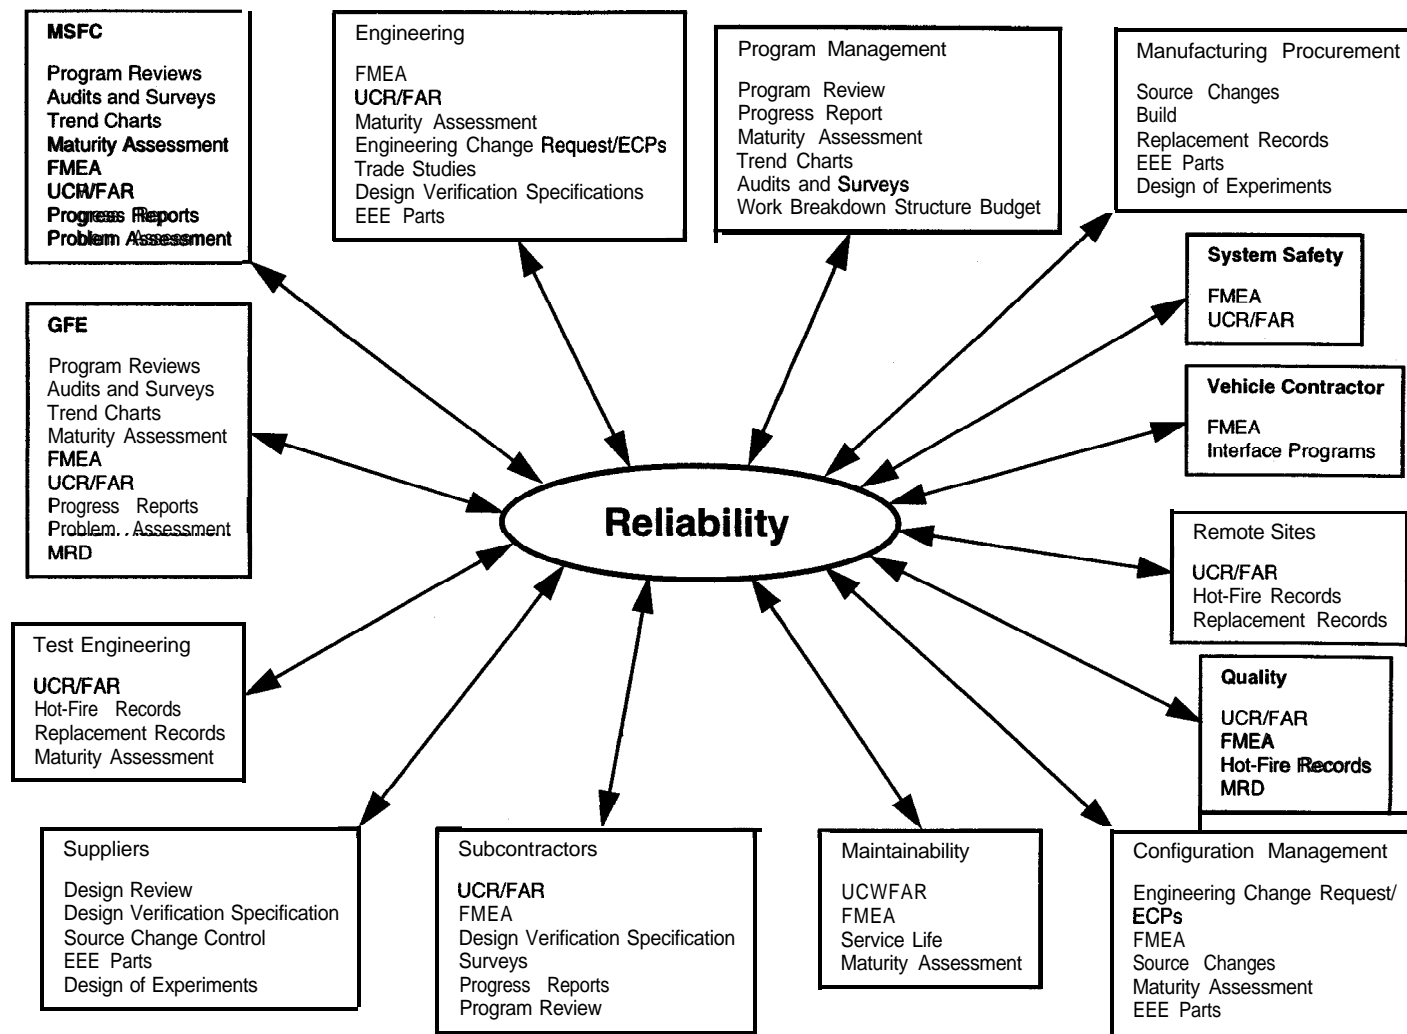 MSFC
Program Reviews
Audits and Surveys
Trend Charts
Maturity Assessment
FMEA
UCR/FAR
Progress Reports
Problem Assessment
Engineering
FMEA
UCR/FAR
Maturity Assessment
Engineering Change Request/ECPs
Trade Studies
Design Verification Specifications
EEE Parts
Program Management
Program Review
Progress Report
Maturity Assessment
Trend Charts
Audits and Surveys
Work Breakdown Structure Budget
Manufacturing Procurement
Source Changes
Build
Replacement Records
EEE Parts
Design of Experiments
System Safety
FMEA
UCR/FAR
GFE
Program Reviews
Audits and Surveys
Trend Charts
Maturity Assessment
FMEA
UCR/FAR
Progress Reports
Problem Assessment
MRD
Vehicle Contractor
FMEA
Interface Programs
Reliability
Remote Sites
UCR/FAR
Hot-Fire Records
Replacement Records
Test Engineering
UCR/FAR
Hot-Fire Records
Replacement Records
Maturity Assessment
Quality
UCR/FAR
FMEA
Hot-Fire Records
MRD
Suppliers
Design Review
Design Verification Specification
Source Change Control
EEE Parts
Design of Experiments
Subcontractors
UCR/FAR
FMEA
Design Verification Specification
Surveys
Progress Reports
Program Review
Maintainability
UCWFAR
FMEA
Service Life
Maturity Assessment
Configuration Management
Engineering Change Request/
ECPs
FMEA
Source Changes
Maturity Assessment
EEE Parts